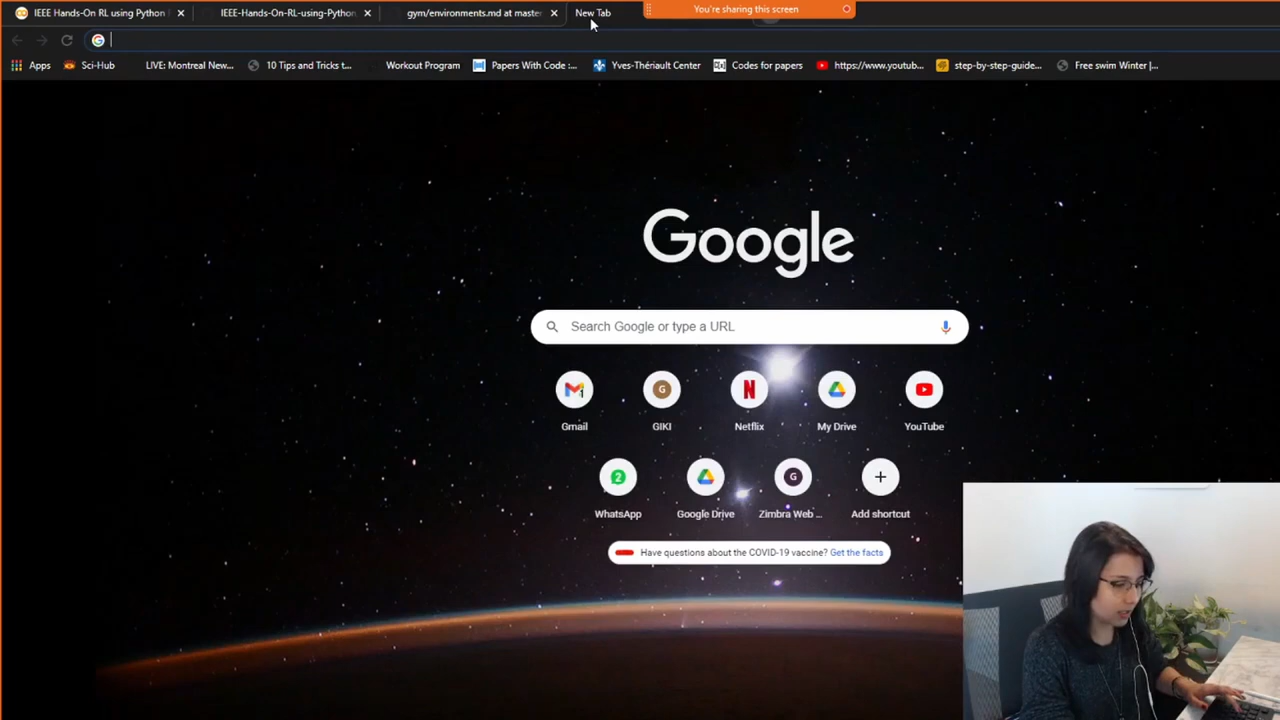 IEEE Hands-On RL using Python
IEEE-Hands-On-RL-using-Python
gym/environments.md at master
New Tab
You're sharing this screen
Apps
Sci-Hub
LIVE: Montreal New...
10 Tips and Tricks t...
Workout Program
Papers With Code :...
Yves-Thériault Center
Codes for papers
https://www.youtub...
step-by-step-guide...
Free swim Winter |...
Google
Search Google or type a URL
G
N
Gmail
GIKI
Netflix
My Drive
YouTube
2
G
WhatsApp
Google Drive
Zimbra Web ...
Add shortcut
Have questions about the COVID-19 vaccine? Get the facts